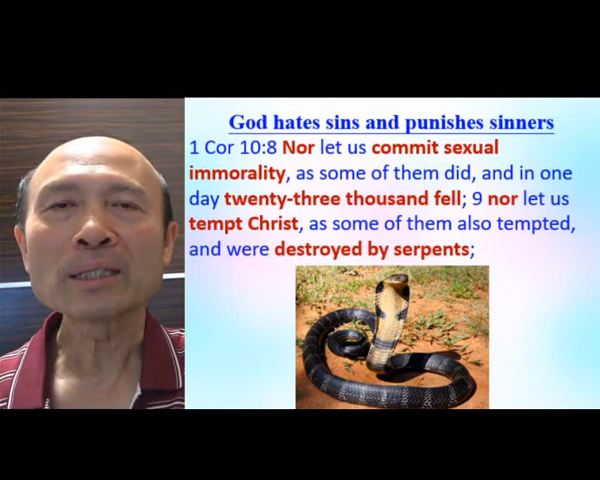 God hates sins and punishes sinners
1 Cor 10:8 Nor let us commit sexual
immorality, as some of them did, and in one
day twenty-three thousand fell; 9 nor let us
tempt Christ, as some of them also tempted,
and were destroyed by serpents;